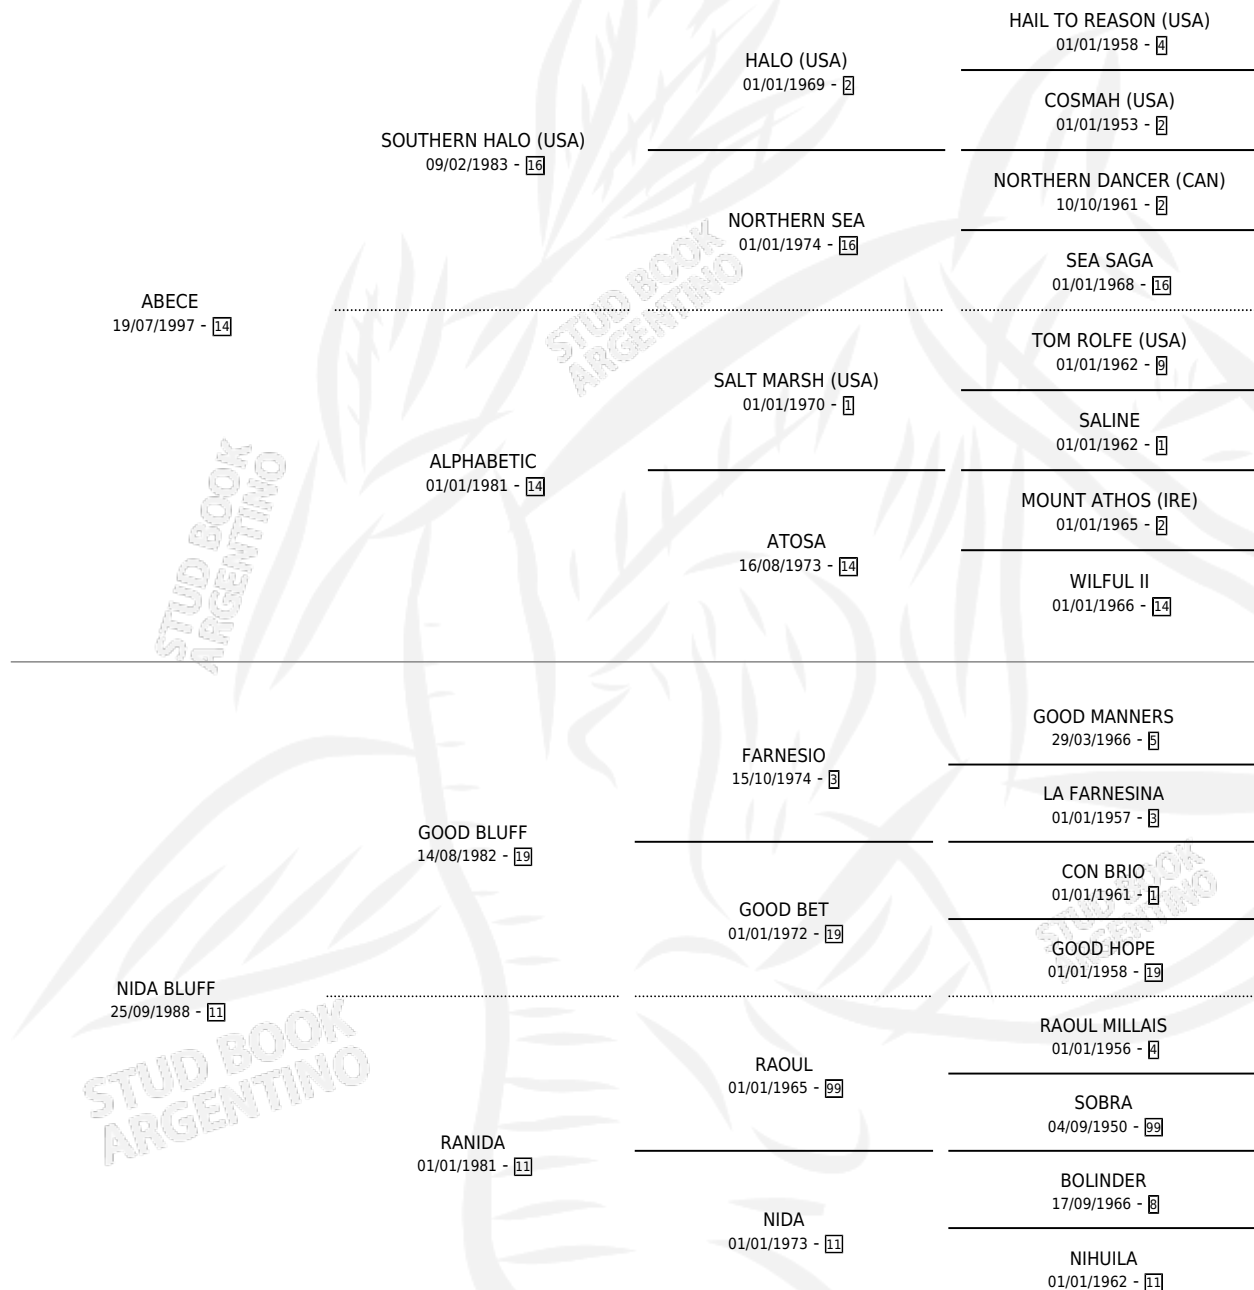 HAIL TO REASON (USA)
01/01/1958 - 4
HALO (USA)
01/01/1969 - 2
COSMAH (USA)
01/01/1953 - 2
SOUTHERN HALO (USA)
09/02/1983 - 16
NORTHERN DANCER (CAN)
10/10/1961 - 2
NORTHERN SEA
01/01/1974 - 16
SEA SAGA
01/01/1968 - 16
ABECE
19/07/1997 - 14
STUD BOOK
ARGENTINO
TOM ROLFE (USA)
01/01/1962 - 9
SALT MARSH (USA)
01/01/1970 - 1
SALINE
01/01/1962 - 1
ALPHABETIC
01/01/1981 - 14
MOUNT ATHOS (IRE)
01/01/1965 - 2
ATOSA
16/08/1973 - 14
WILFUL II
01/01/1966 - 14
STUD BOOK
ARGENTINO
GOOD MANNERS
29/03/1966 - 5
FARNESIO
15/10/1974 - 3
LA FARNESINA
01/01/1957 - 3
GOOD BLUFF
14/08/1982 - 19
CON BRIO
01/01/1961 - 1
GOOD BET
01/01/1972 - 19
STUD BOOK
ARGENTINO
GOOD HOPE
01/01/1958 - 19
NIDA BLUFF
25/09/1988 - 11
STUD BOOK
ARGENTINO
RAOUL MILLAIS
01/01/1956 - 4
RAOUL
01/01/1965 - 99
SOBRA
04/09/1950 - 99
RANIDA
01/01/1981 - 11
BOLINDER
17/09/1966 - 8
NIDA
01/01/1973 - 11
NIHUILA
01/01/1962 - 11